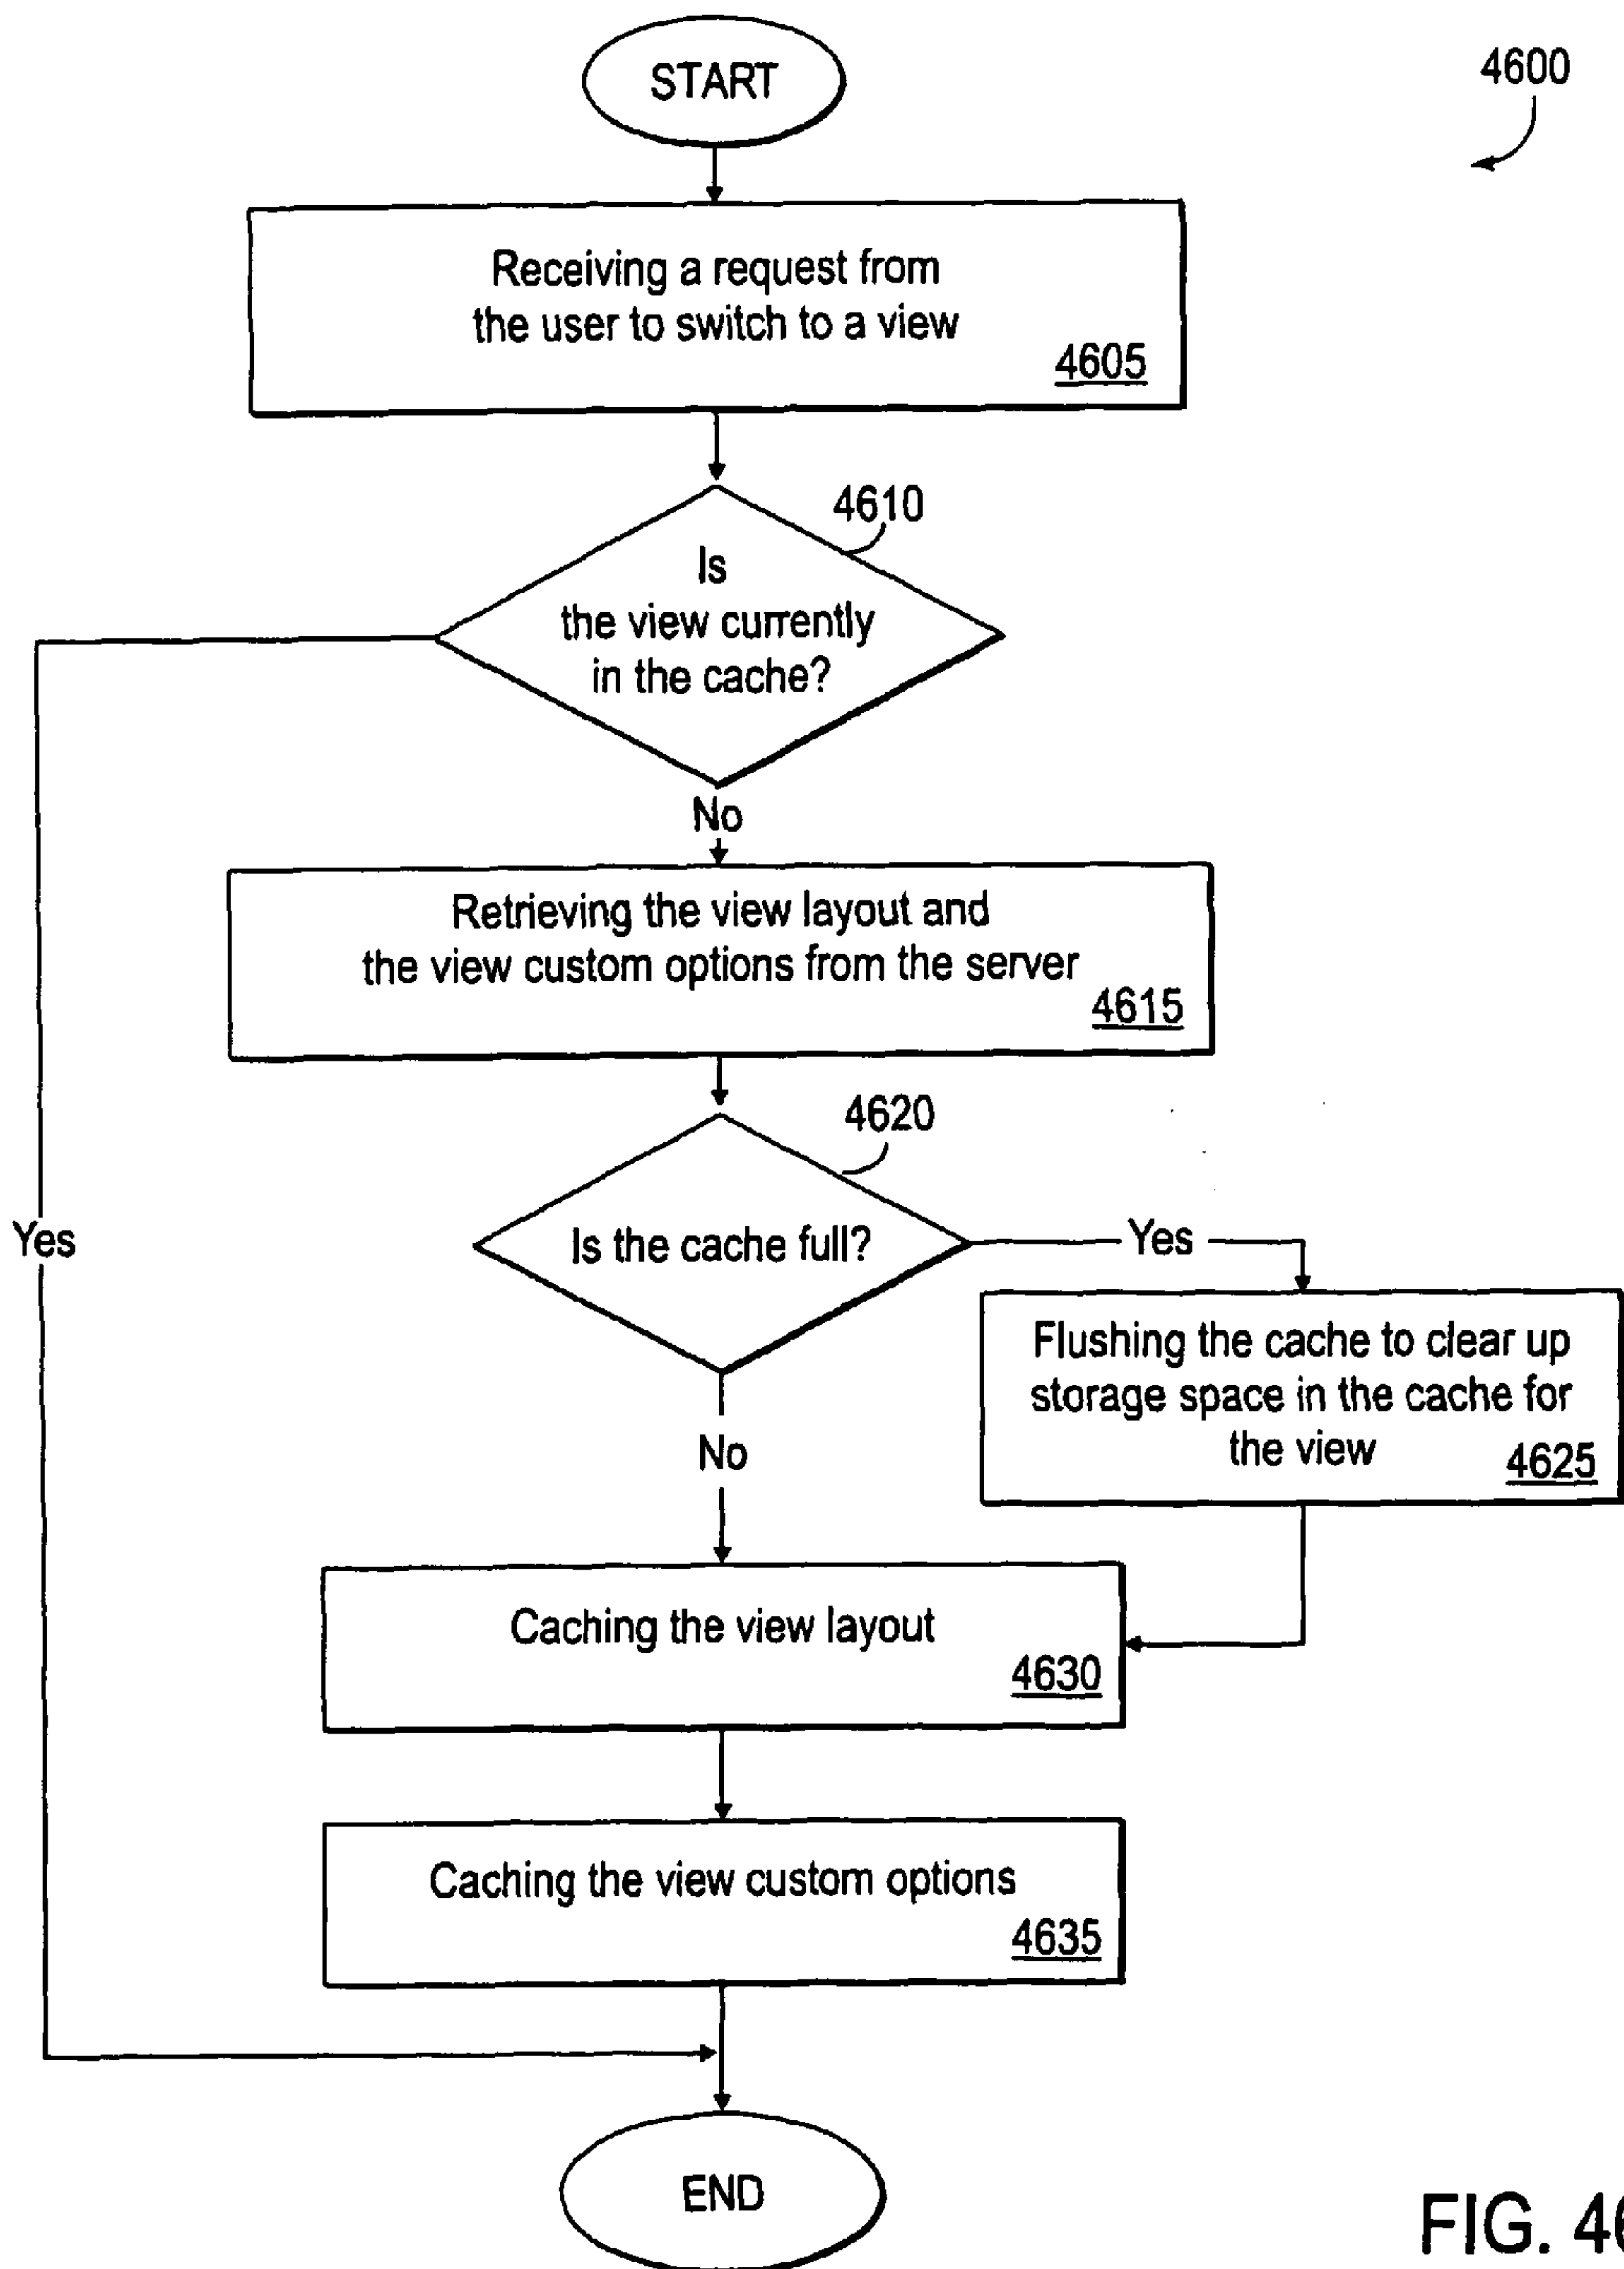 START
4600
Receiving a request from
the user to switch to a view
4605
4610
Is
the view currently
in the cache?
No
Retrieving the view layout and
the view custom options from the server
4615
4620
Is the cache full?
Yes
Yes
Flushing the cache to clear up
storage space in the cache for
the view
4625
No
Caching the view layout
4630
Caching the view custom options
4635
END
FIG. 46